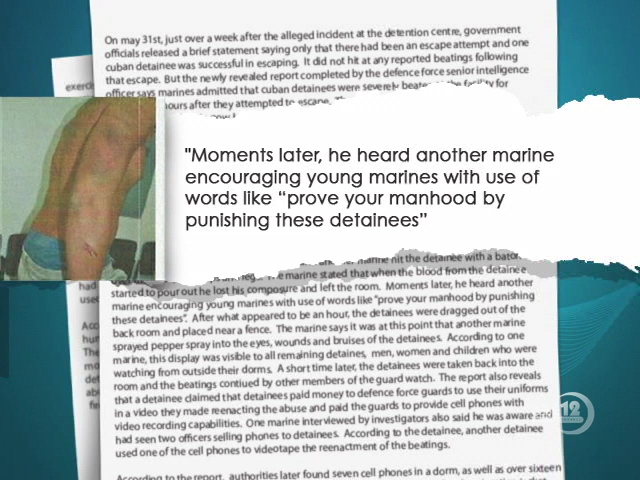 On may 31st, just over a week after the alleged incident at the detention centre, government
officials released a brief statement saying only that there had been an escape attempt and one
cuban detainee was successful in escaping. It did not hit at any reported beatings following
that escape. But the newly revealed report completed by the defence force senior intelligence
officer says marines admitted that cuban detainees were severely the facility for
hours after they attempted to escape.
"Moments later, he heard another marine
encouraging young marines with use of
words like “prove your manhood by
punishing these detainees”
marine hit the detainee with a baton
marine stated that when the blood from the detainee
started to pour out he lost his composure and left the room. Moments later, he heard another
marine encouraging young marines with use of words like "prove your manhood by punishing
these detainees". After what appeared to be an hour, the detainees were dragged out of the
back room and placed near a fence. The marine says it was at this point that another marine
sprayed pepper spray into the eyes, wounds and bruises of the detainees. According to one
marine, this display was visible to all remaining detaines, men, women and children who were
watching from outside their dorms. A short time later, the detainees were taken back into the
room and the beatings contiued by other members of the guard watch. The report also reveals
that a detainee claimed that detainees paid money to defence force guards to use their uniforms
in a video they made reenacting the abuse and paid the guards to provide cell phones with
video recording capabilities. One marine interviewed by investigators also said he was aware and
had seen two officers selling phones to detainees. According to the detainee, another detainee
used one of the cell phones to videotape the reenactment of the beatings.
According to the report, authorities later found seven cell phones in a dorm, as well as over sixteen
12